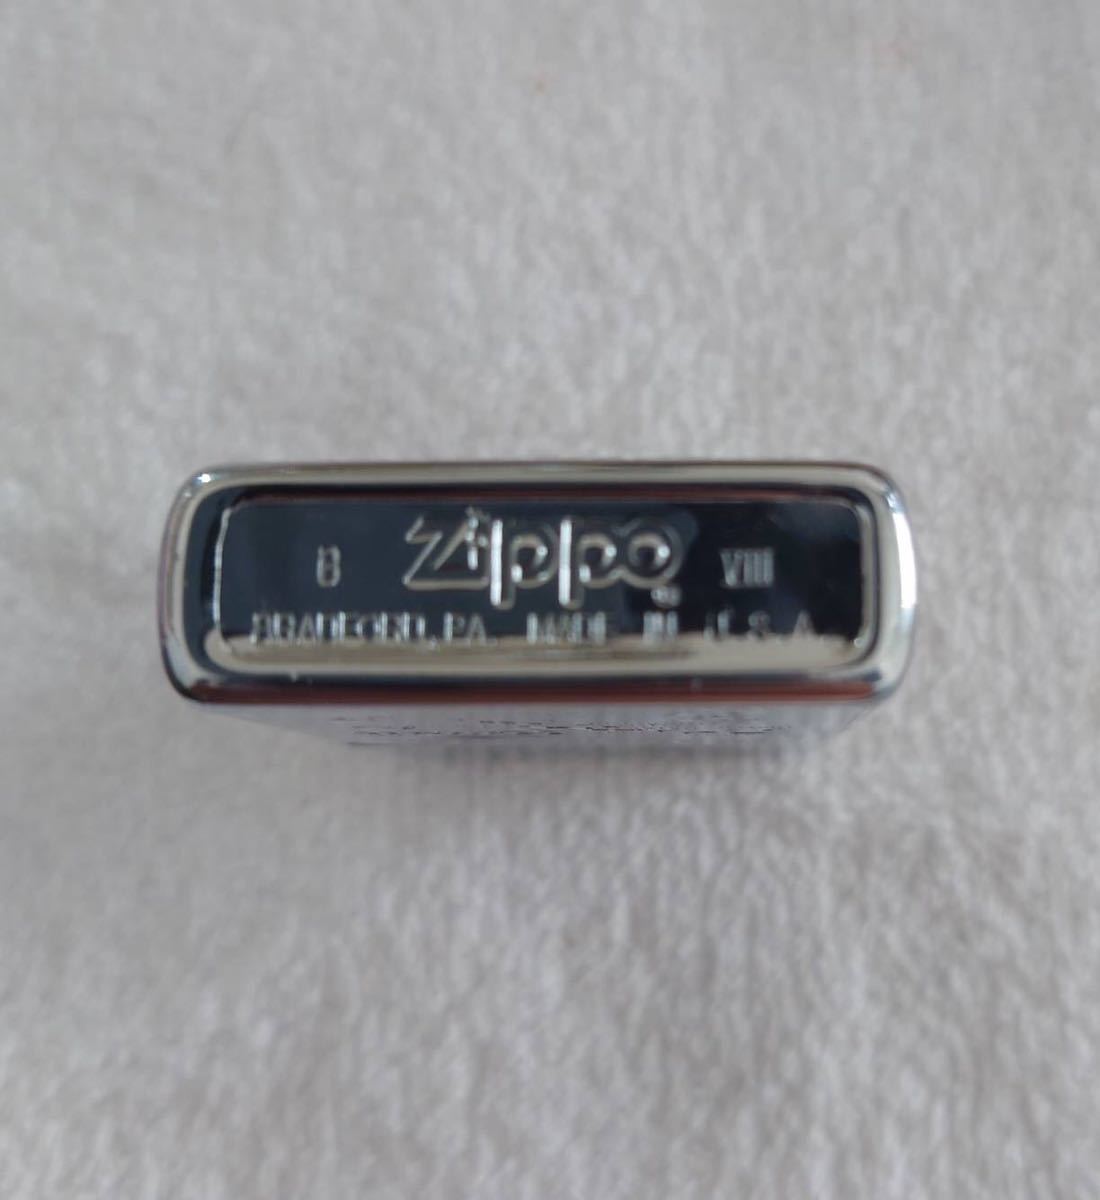 B Zippo VIII
BRADFORD, PA. MADE IN U.S.A.